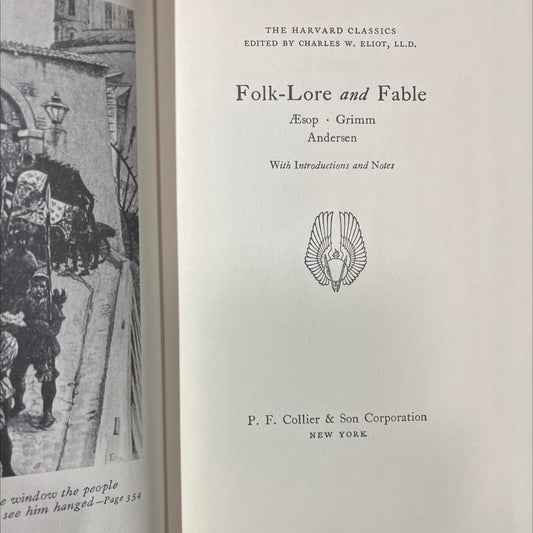 e window the people
see him hanged—Page 354
THE HARVARD CLASSICS
EDITED BY CHARLES W. ELIOT, LL.D.
Folk-Lore and Fable
Æsop · Grimm
Andersen
With Introductions and Notes
P. F. Collier & Son Corporation
NEW YORK